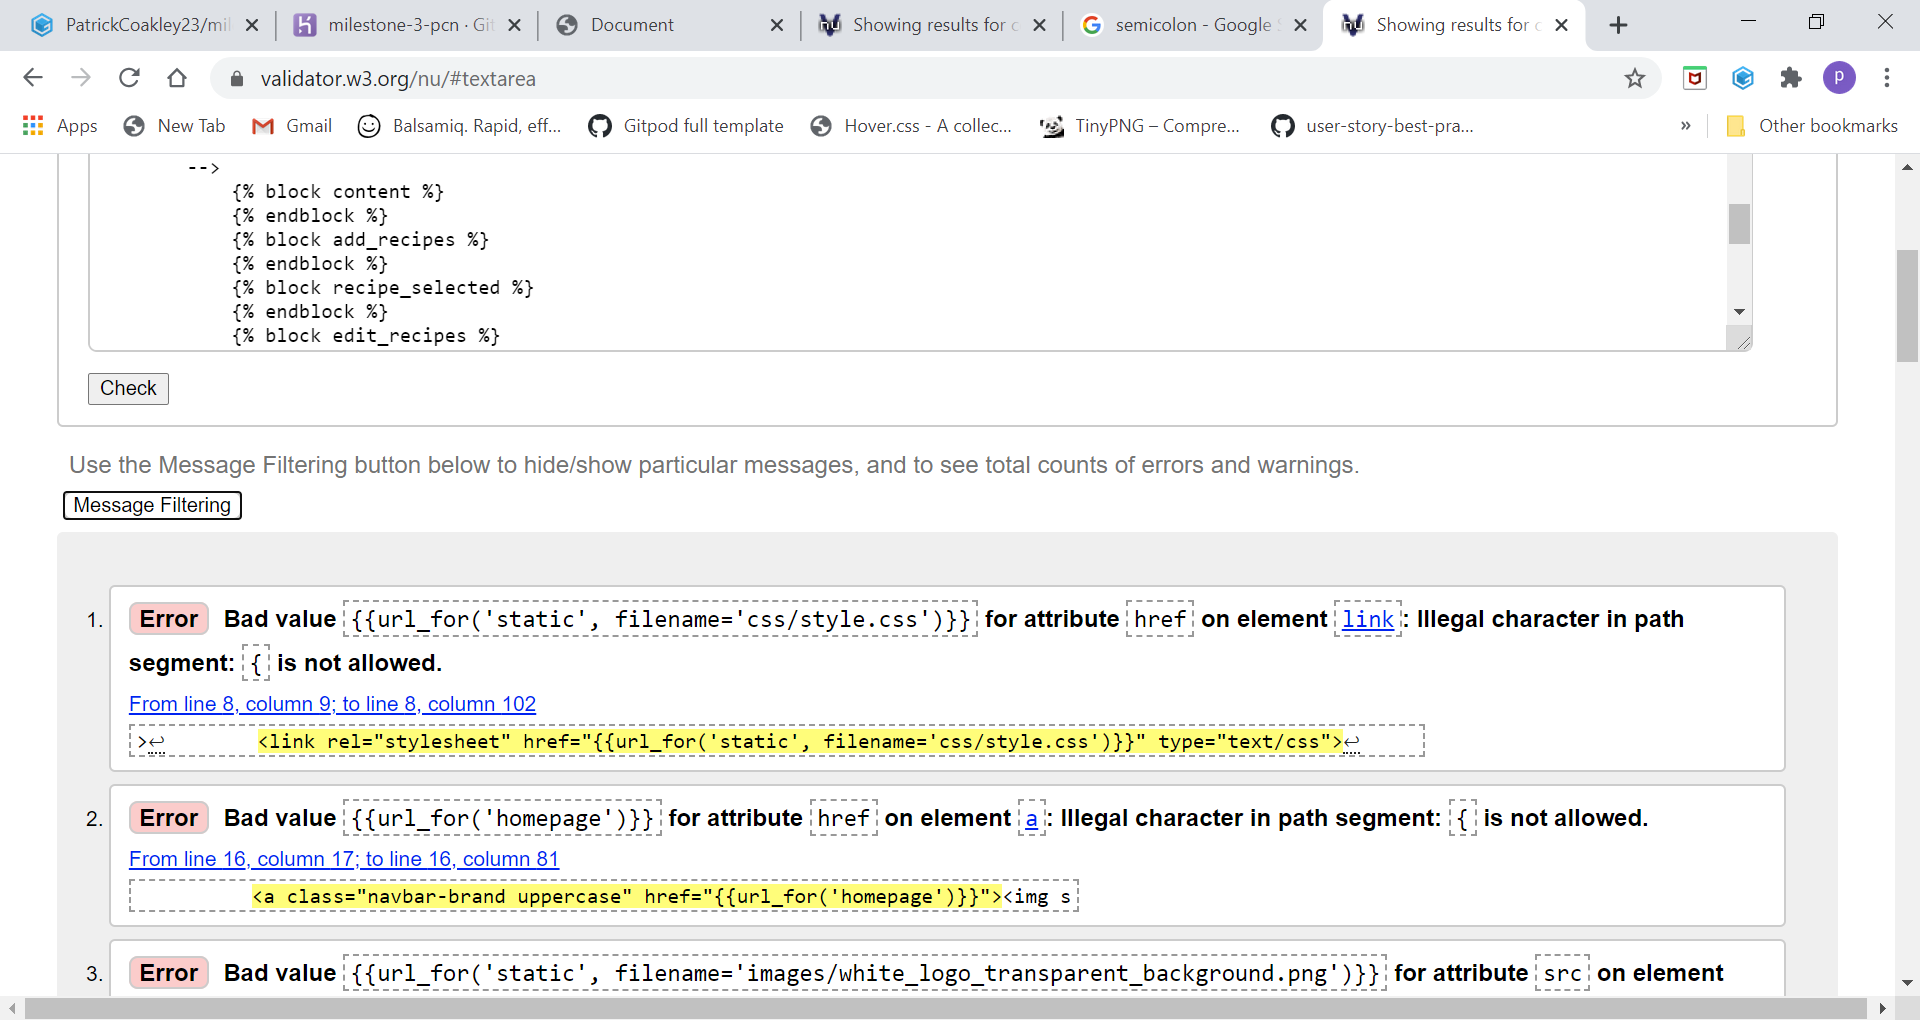 PatrickCoakley23/mil
milestone-3-pcn · Git
Document
Showing results for c
semicolon - Google S
Showing results for c
validator.w3.org/nu/#textarea
p
Apps
New Tab
Gmail
Balsamiq. Rapid, eff...
Gitpod full template
Hover.css - A collec...
TinyPNG – Compre...
user-story-best-pra...
»
Other bookmarks
-->
{% block content %}
{% endblock %}
{% block add_recipes %}
{% endblock %}
{% block recipe_selected %}
{% endblock %}
{% block edit_recipes %}
Check
Use the Message Filtering button below to hide/show particular messages, and to see total counts of errors and warnings.
Message Filtering
1. Error Bad value {{url_for('static', filename='css/style.css')}} for attribute href on element link: Illegal character in path
segment: { is not allowed.
From line 8, column 9; to line 8, column 102
>↩ <link rel="stylesheet" href="{{url_for('static', filename='css/style.css')}}" type="text/css">↩
2. Error Bad value {{url_for('homepage')}} for attribute href on element a: Illegal character in path segment: { is not allowed.
From line 16, column 17; to line 16, column 81
<a class="navbar-brand uppercase" href="{{url_for('homepage')}}"><img s
3. Error Bad value {{url_for('static', filename='images/white_logo_transparent_background.png')}} for attribute src on element